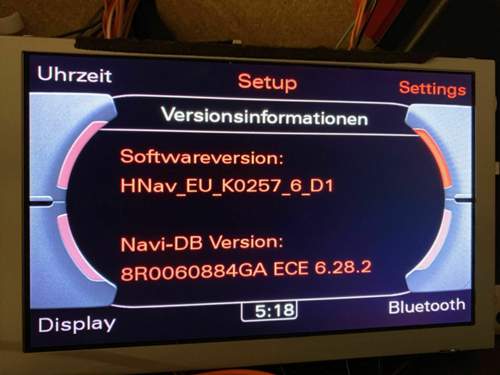 Uhrzeit
Setup
Settings
Versionsinformationen
Softwareversion:
HNav_EU_K0257_6_D1
Navi-DB Version:
8R0060884GA ECE 6.28.2
5:18
Display
Bluetooth